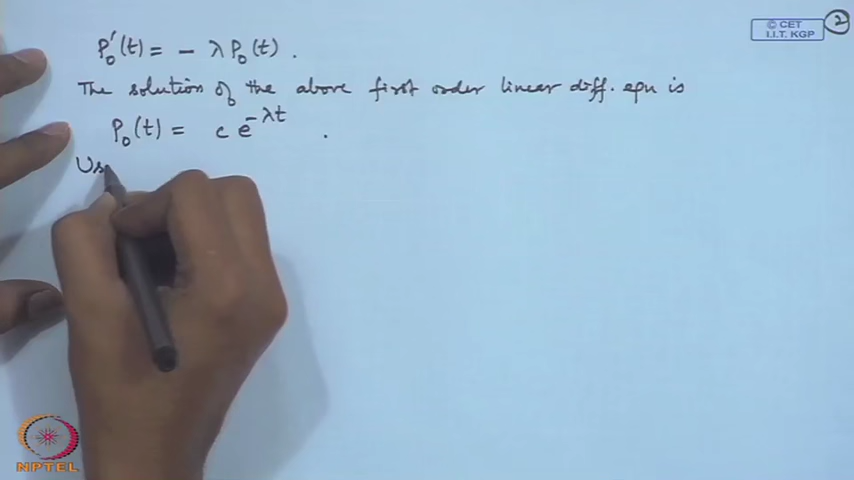 © CET
I.I.T. KGP
2
P₀'(t) = - λ P₀(t) .
The solution of the above first order linear diff. eqn is
P₀(t) = c e^{-λt} .
Us
NPTEL